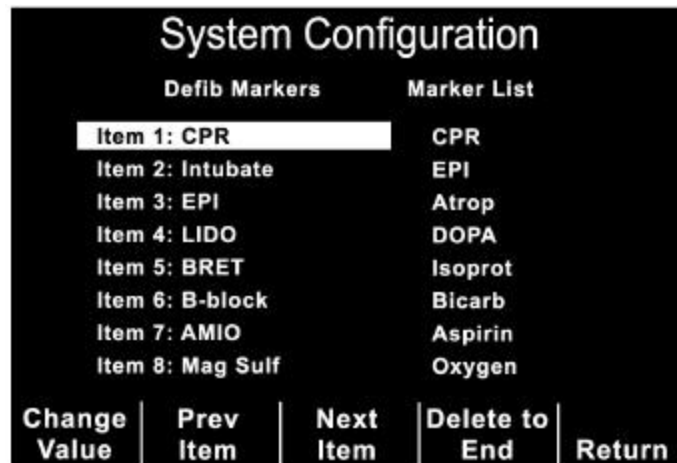 System Configuration
Defib Markers Marker List
Item 1: CPR CPR
Item 2: Intubate EPI
Item 3: EPI Atrop
Item 4: LIDO DOPA
Item 5: BRET Isoprot
Item 6: B-block Bicarb
Item 7: AMIO Aspirin
Item 8: Mag Sulf Oxygen
Change Prev Next Delete to
Value Item Item End Return